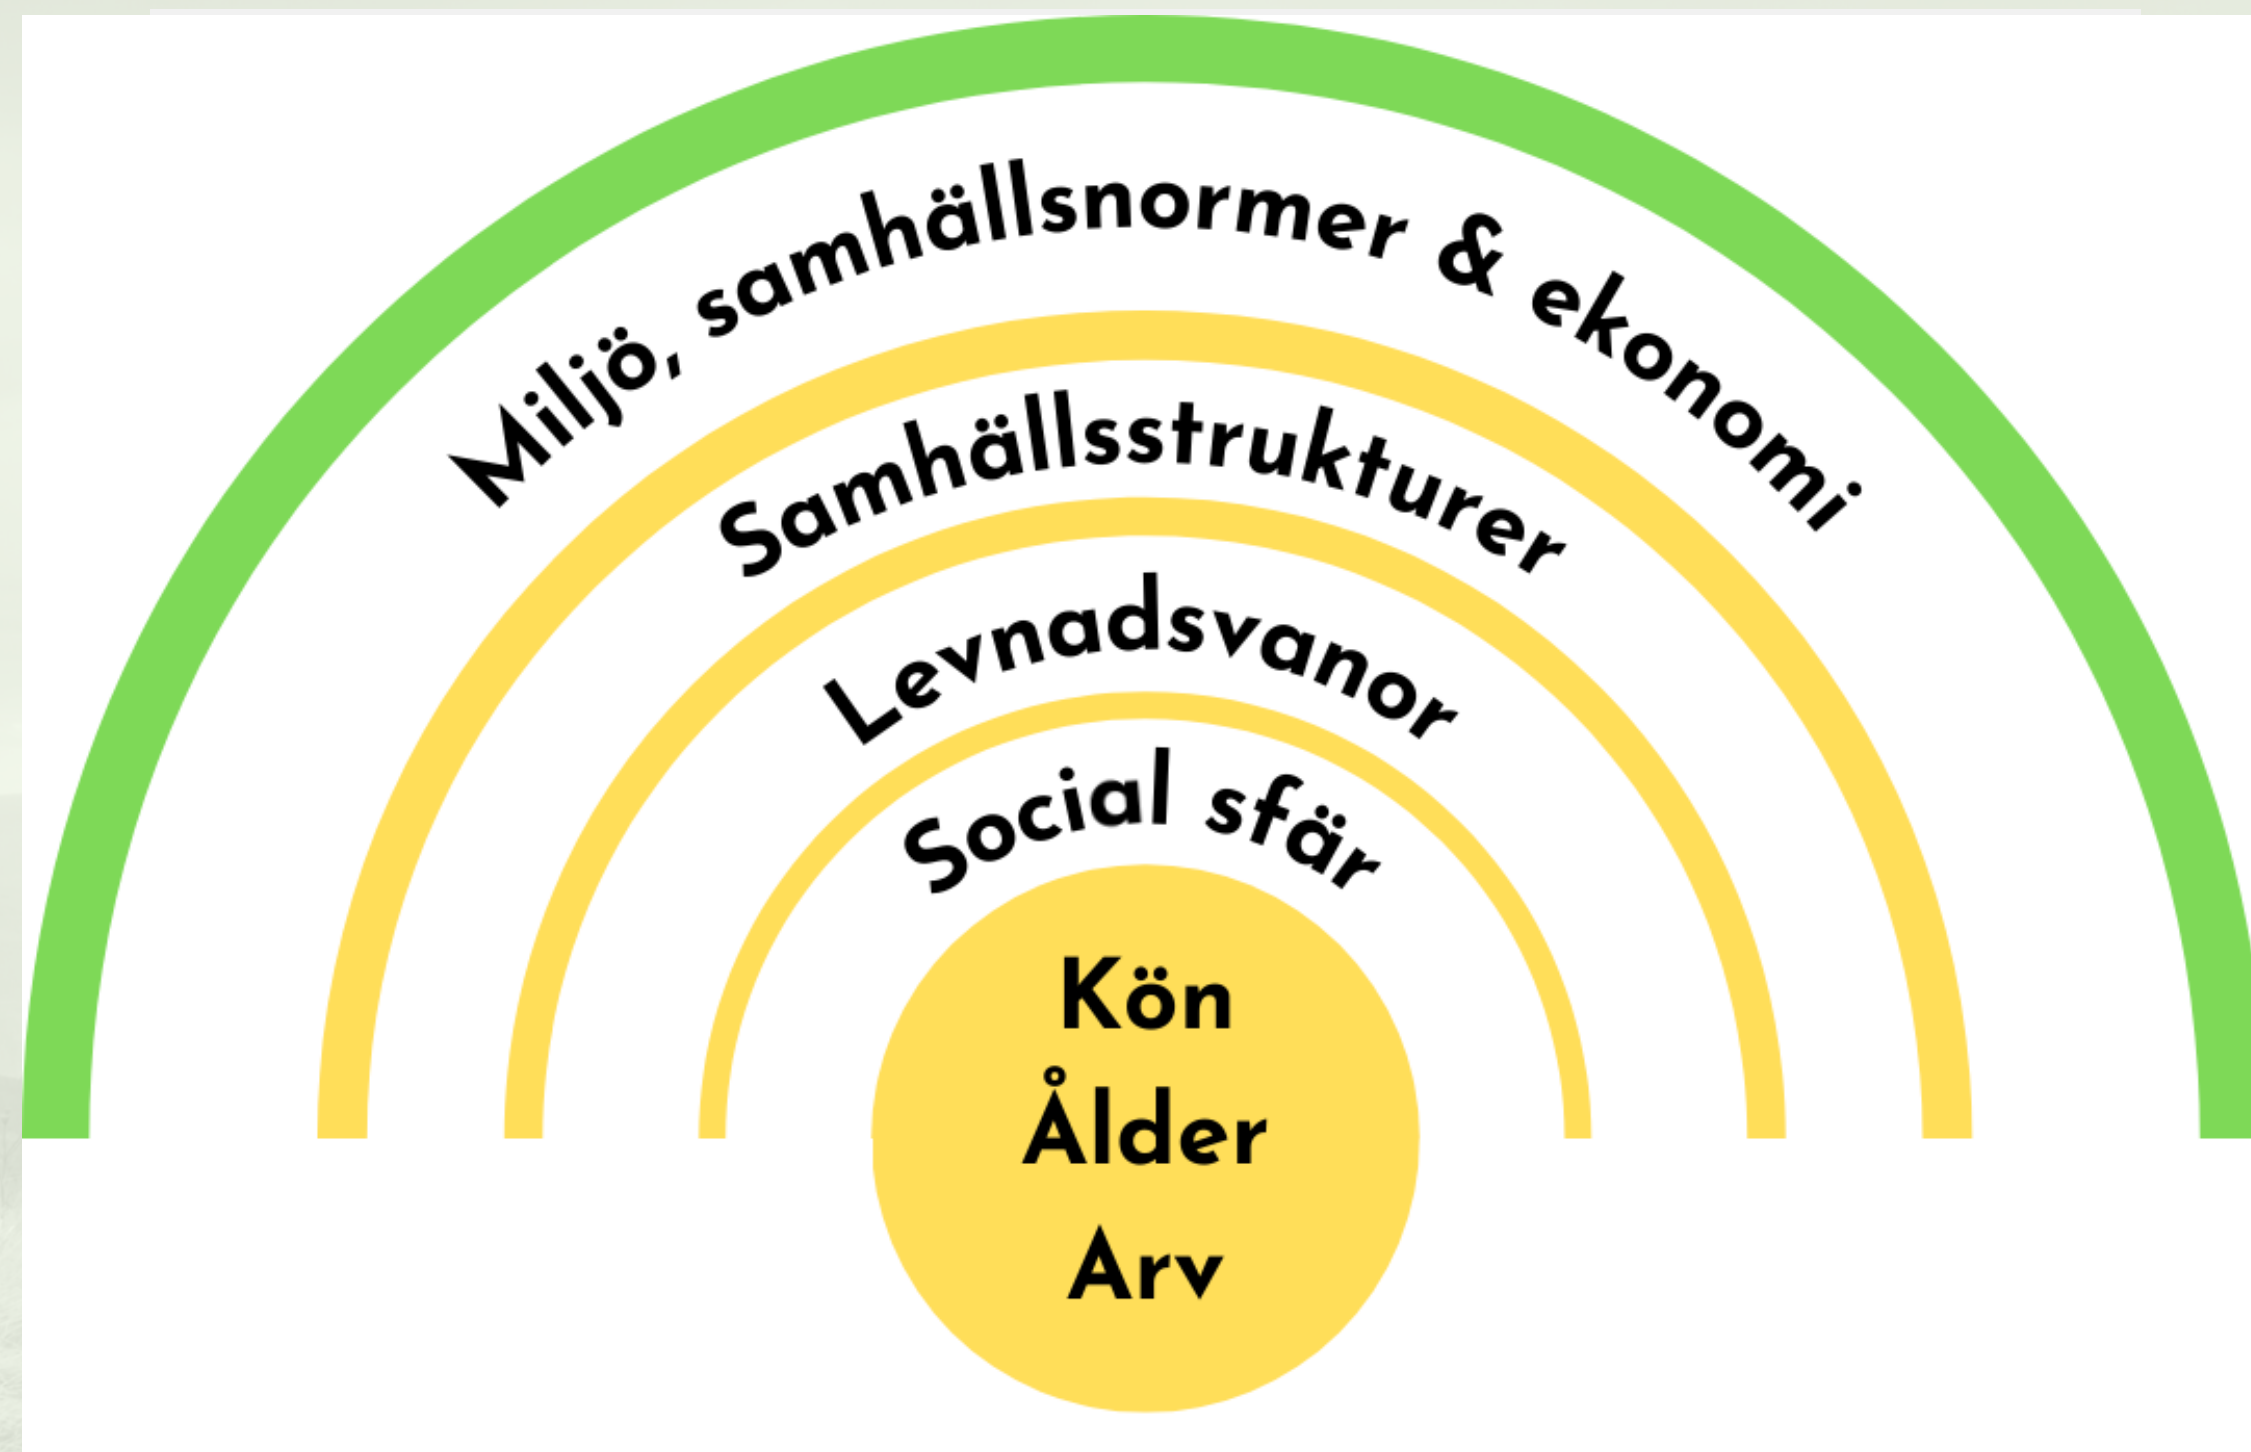 Miljö, samhällsnormer & ekonomi
Samhällsstrukturer
Levnadsvanor
Social sfär
Kön
Ålder
Arv